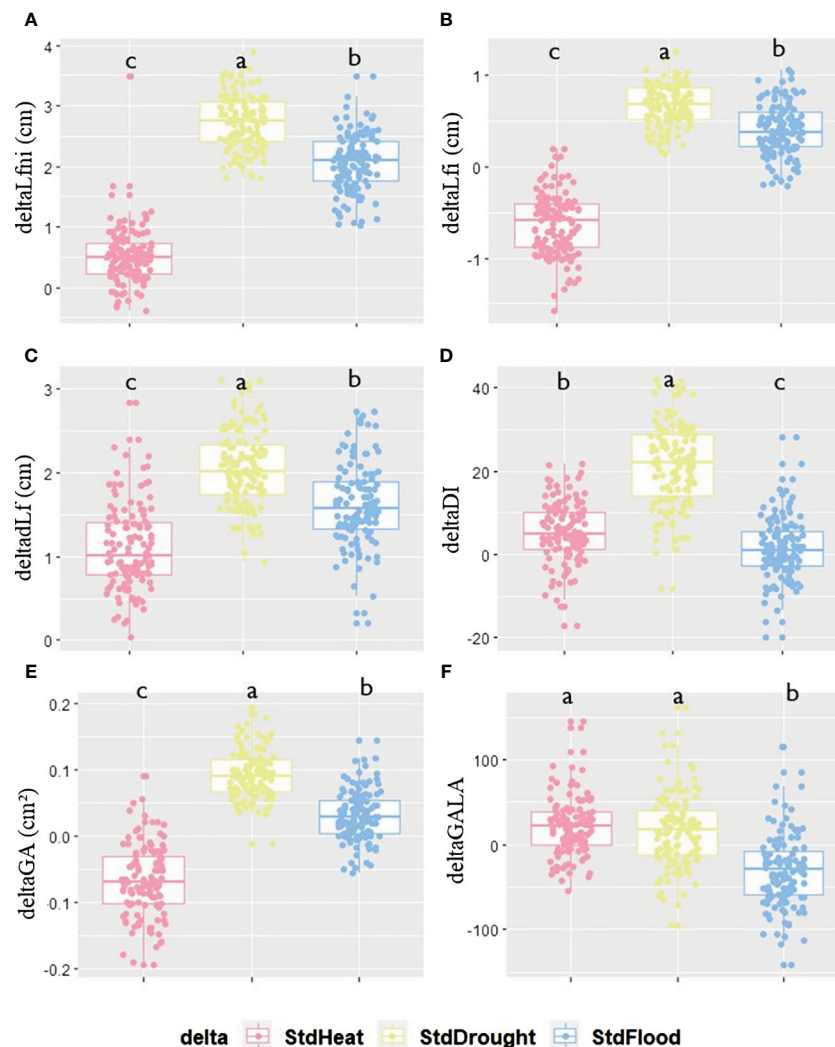 A
B
c
a
b
c
a
b
4
3
2
1
0
deltaLfni (cm)
1
0
-1
deltaLfi (cm)
C
D
c
a
b
b
a
c
3
2
1
0
deltadLf (cm)
40
20
0
-20
deltaDI
E
F
c
a
b
a
a
b
0.2
0.1
0.0
-0.1
-0.2
deltaGA (cm²)
100
0
-100
deltaGALA
delta StdHeat StdDrought StdFlood